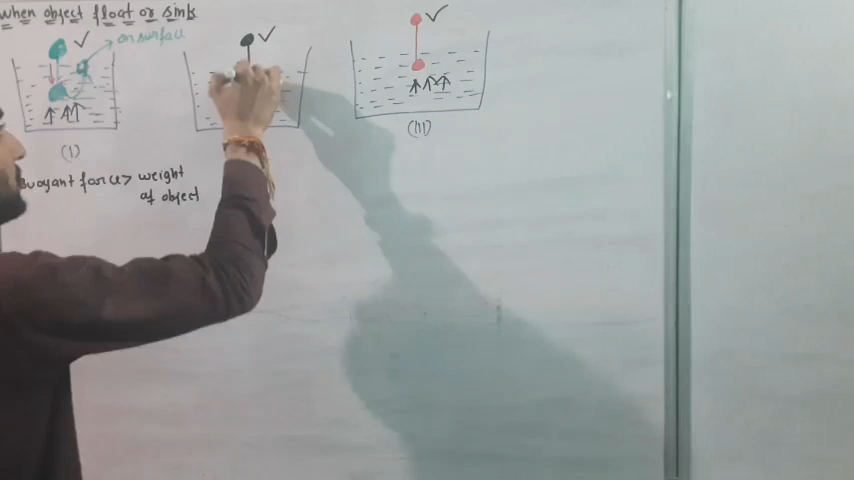 when object float or sink
on surface
(I)
(III)
Buoyant force > weight
of object